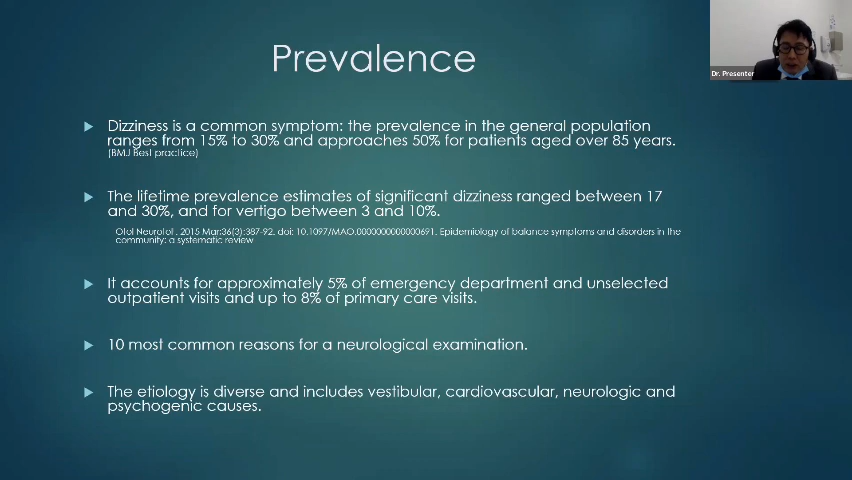 Prevalence
Dr. Presenter
Dizziness is a common symptom: the prevalence in the general population
ranges from 15% to 30% and approaches 50% for patients aged over 85 years.
(BMJ Best practice)
The lifetime prevalence estimates of significant dizziness ranged between 17
and 30%, and for vertigo between 3 and 10%.
Otol Neurotol . 2015 Mar;36(3):387-92. doi: 10.1097/MAO.0000000000000691. Epidemiology of balance symptoms and disorders in the
community: a systematic review
It accounts for approximately 5% of emergency department and unselected
outpatient visits and up to 8% of primary care visits.
10 most common reasons for a neurological examination.
The etiology is diverse and includes vestibular, cardiovascular, neurologic and
psychogenic causes.